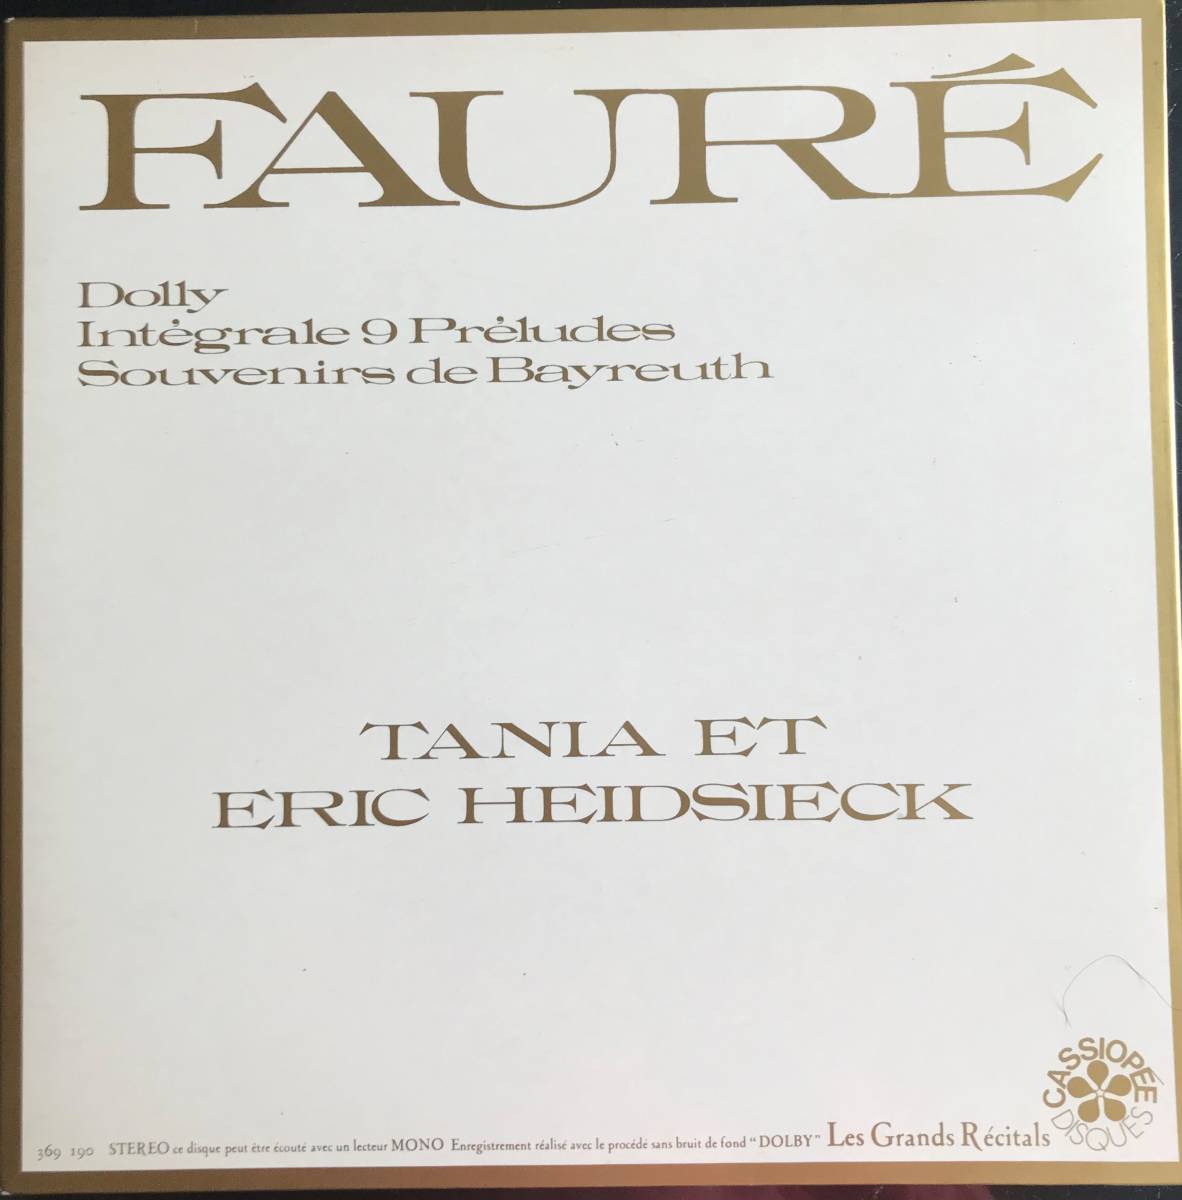 FAURÉ
Dolly
Intégrale 9 Préludes
Souvenirs de Bayreuth
TANIA ET
ERIC HEIDSIECK
CASSIOPÉE
DISQUES
369 190 STEREO ce disque peut être écouté avec un lecteur MONO Enregistrement réalisé avec le procédé sans bruit de fond "DOLBY" Les Grands Récitals